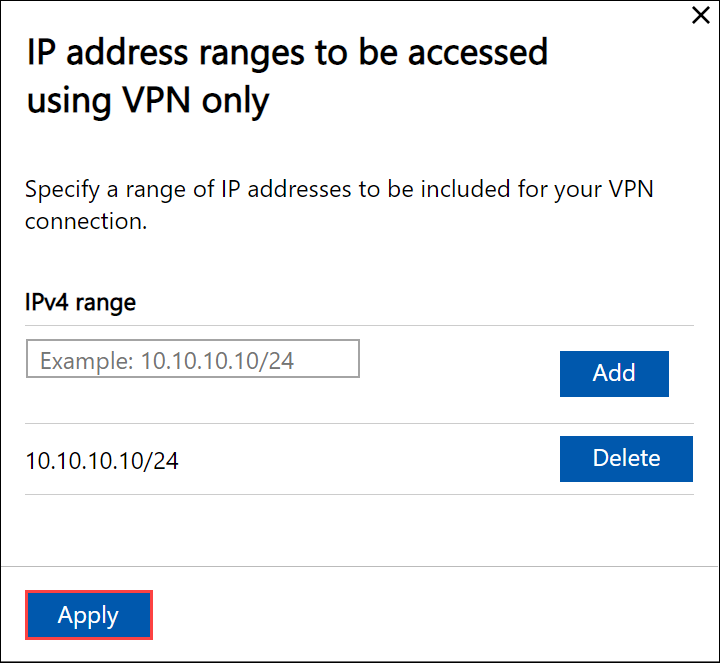 IP address ranges to be accessed
using VPN only
Specify a range of IP addresses to be included for your VPN
connection.
IPv4 range
Example: 10.10.10.10/24
Add
10.10.10.10/24
Delete
Apply